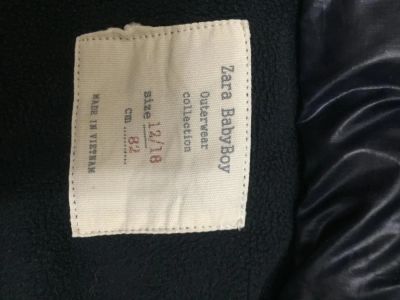 Zara BabyBoy
Outerwear
collection
size 12/18
cm ........ 82
MADE IN VIETNAM